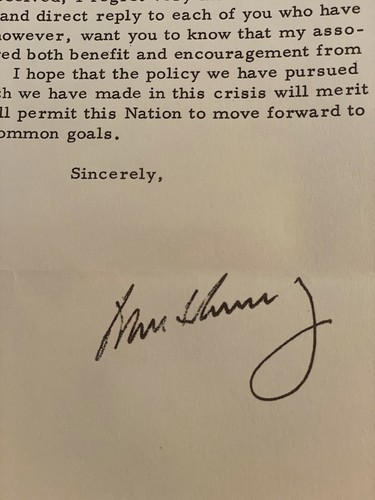 and direct reply to each of you who have
owever, want you to know that my asso-
red both benefit and encouragement from
I hope that the policy we have pursued
ch we have made in this crisis will merit
ll permit this Nation to move forward to
ommon goals.
Sincerely,